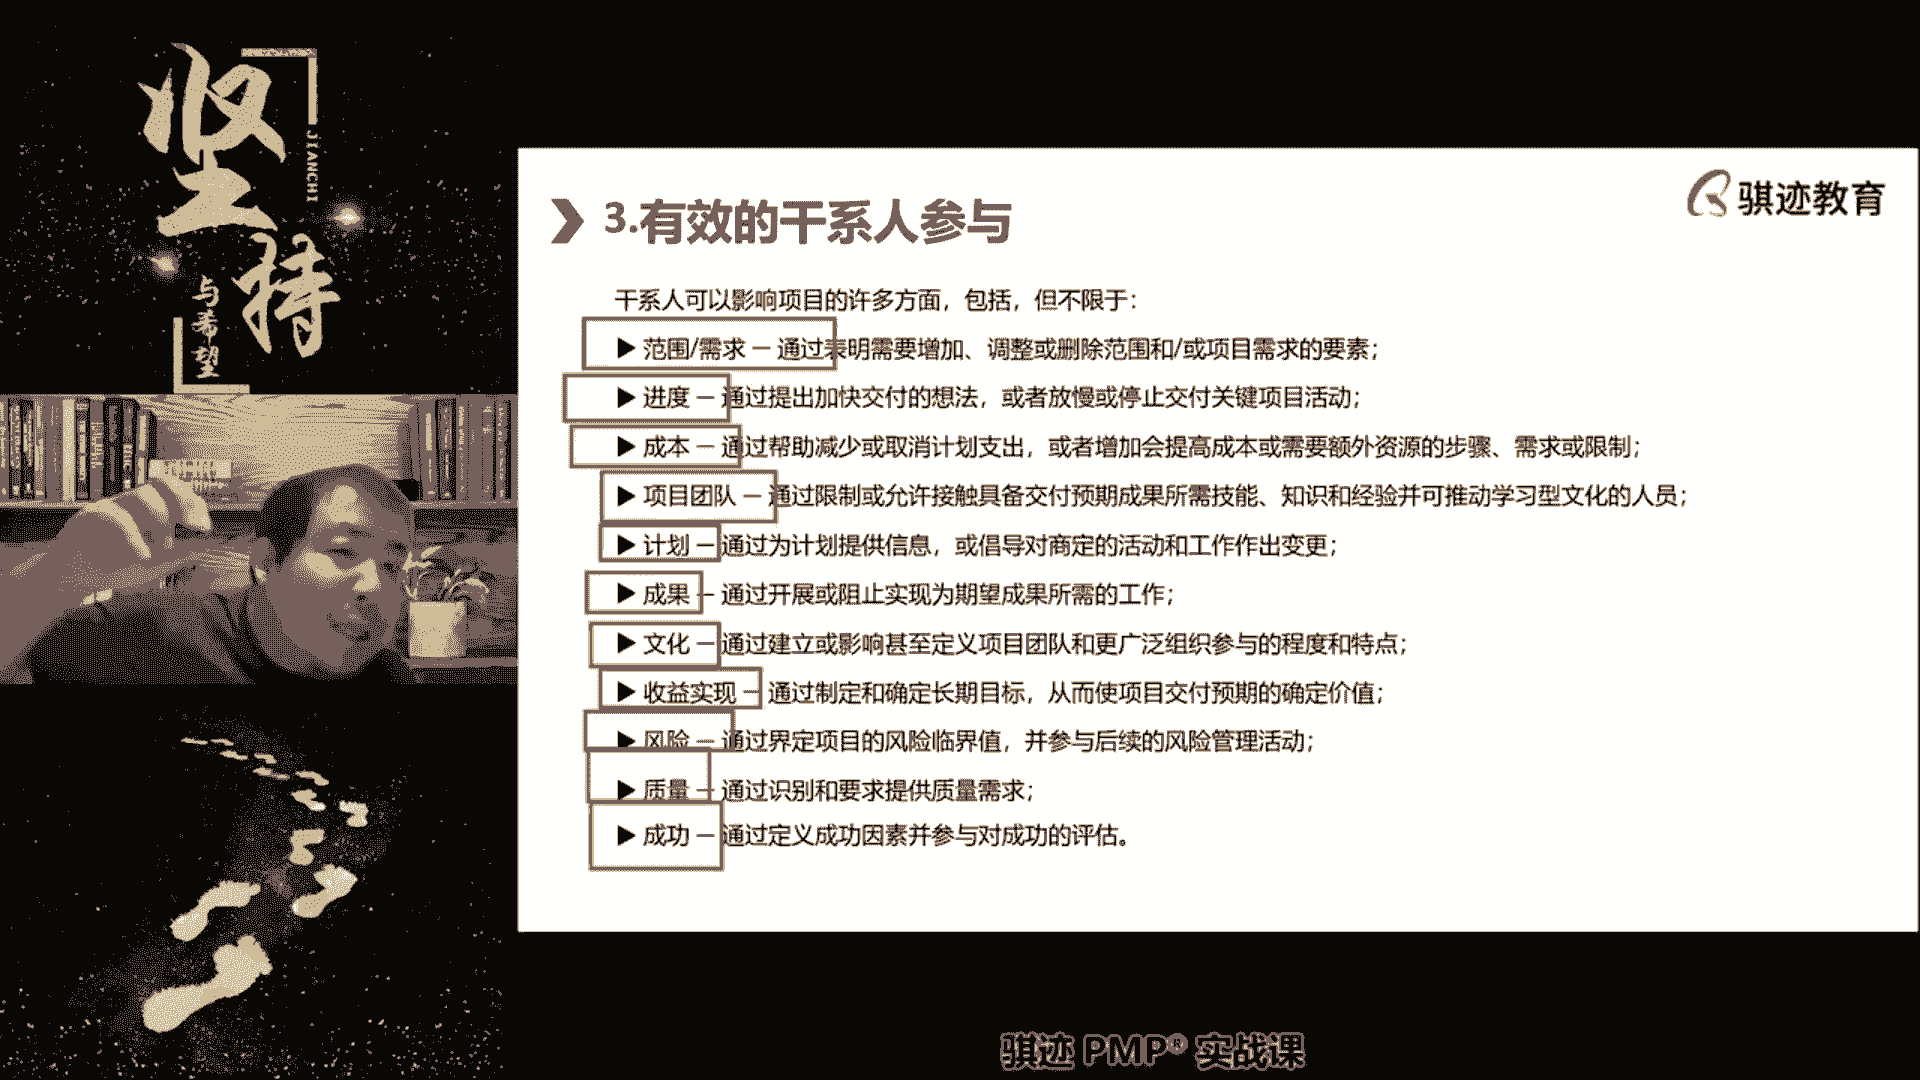 坚持
JIANCHI
与希望
骐迹教育
3.有效的干系人参与
干系人可以影响项目的许多方面，包括，但不限于：
▶ 范围/需求 — 通过表明需要增加、调整或删除范围和/或项目需求的要素；
▶ 进度 — 通过提出加快交付的想法，或者放慢或停止交付关键项目活动；
▶ 成本 — 通过帮助减少或取消计划支出，或者增加会提高成本或需要额外资源的步骤、需求或限制；
▶ 项目团队 — 通过限制或允许接触具备交付预期成果所需技能、知识和经验并可推动学习型文化的人员；
▶ 计划 — 通过为计划提供信息，或倡导对商定的活动和工作作出变更；
▶ 成果 — 通过开展或阻止实现为期望成果所需的工作；
▶ 文化 — 通过建立或影响甚至定义项目团队和更广泛组织参与的程度和特点；
▶ 收益实现 — 通过制定和确定长期目标，从而使项目交付预期的确定价值；
▶ 风险 — 通过界定项目的风险临界值，并参与后续的风险管理活动；
▶ 质量 — 通过识别和要求提供质量需求；
▶ 成功 — 通过定义成功因素并参与对成功的评估。
骐迹 PMP® 实战课